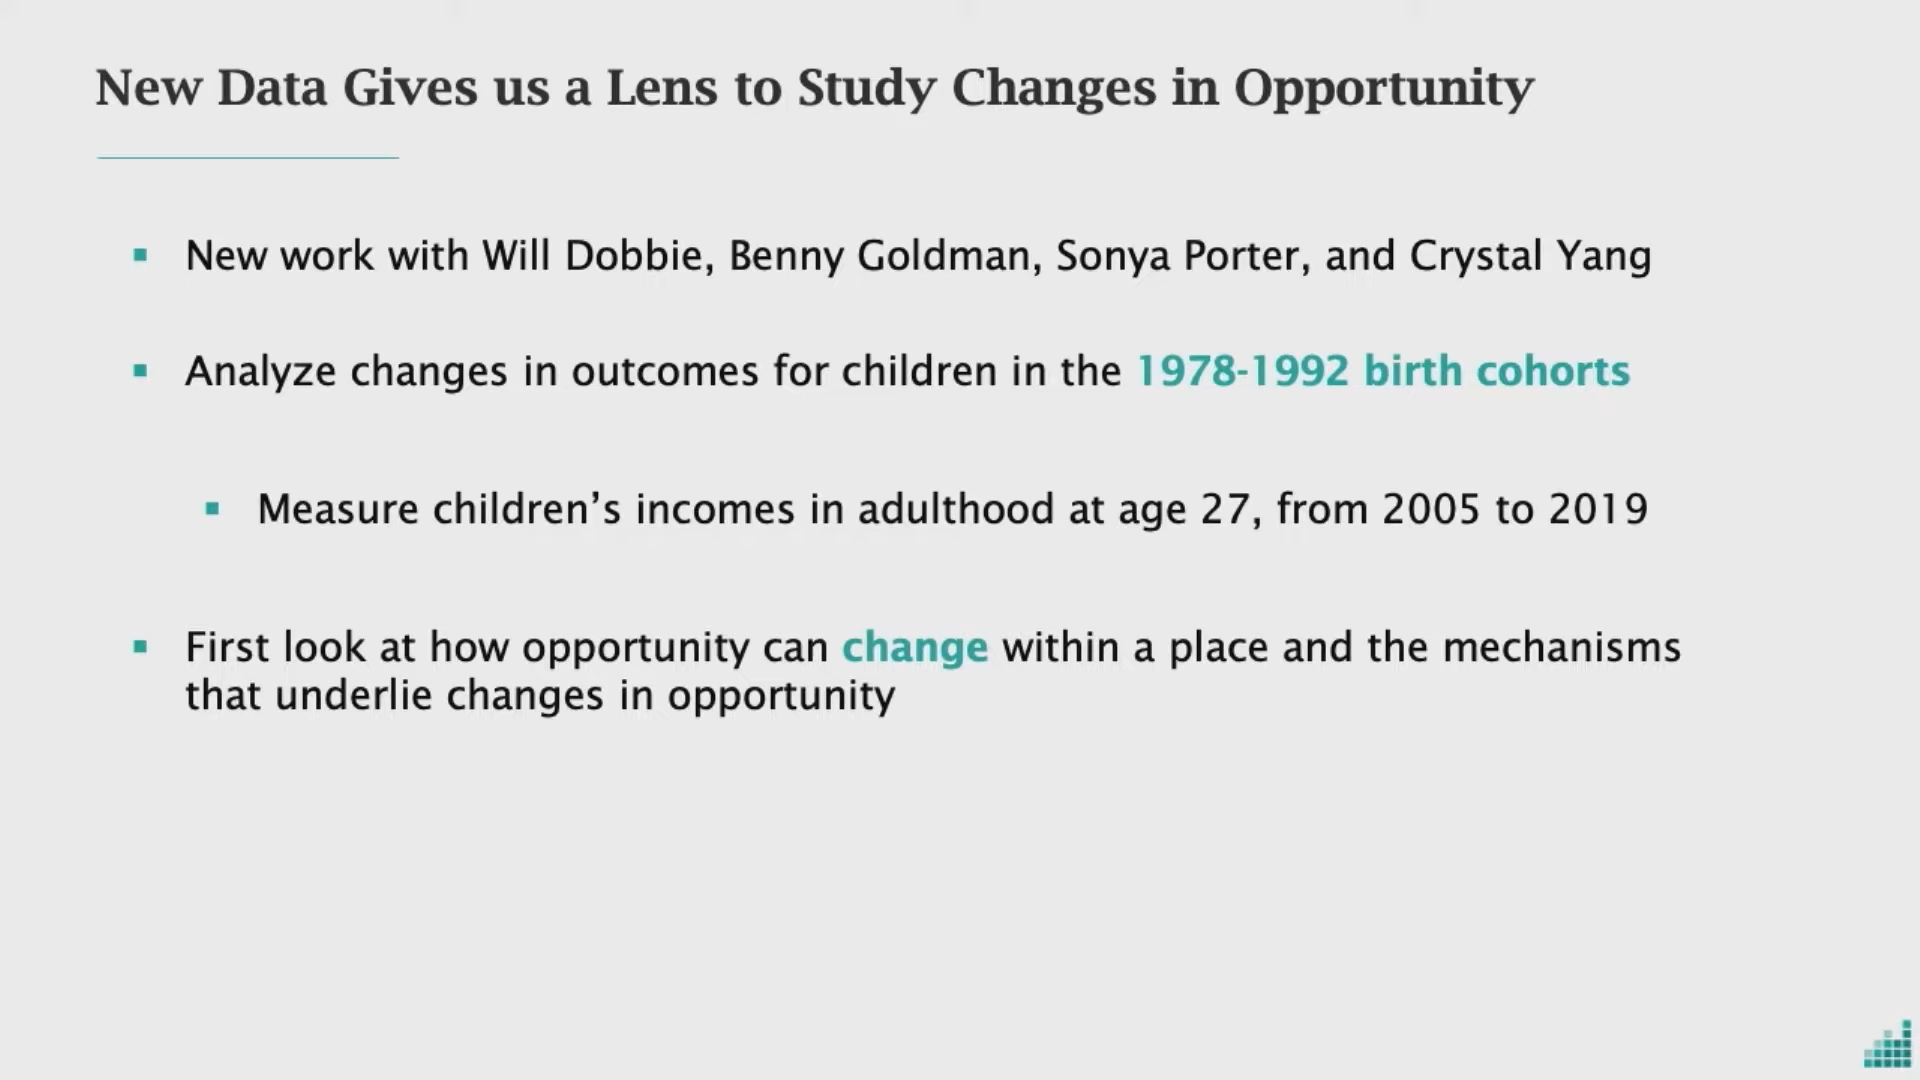 New Data Gives us a Lens to Study Changes in Opportunity
New work with Will Dobbie, Benny Goldman, Sonya Porter, and Crystal Yang
Analyze changes in outcomes for children in the 1978-1992 birth cohorts
Measure children’s incomes in adulthood at age 27, from 2005 to 2019
First look at how opportunity can change within a place and the mechanisms
that underlie changes in opportunity